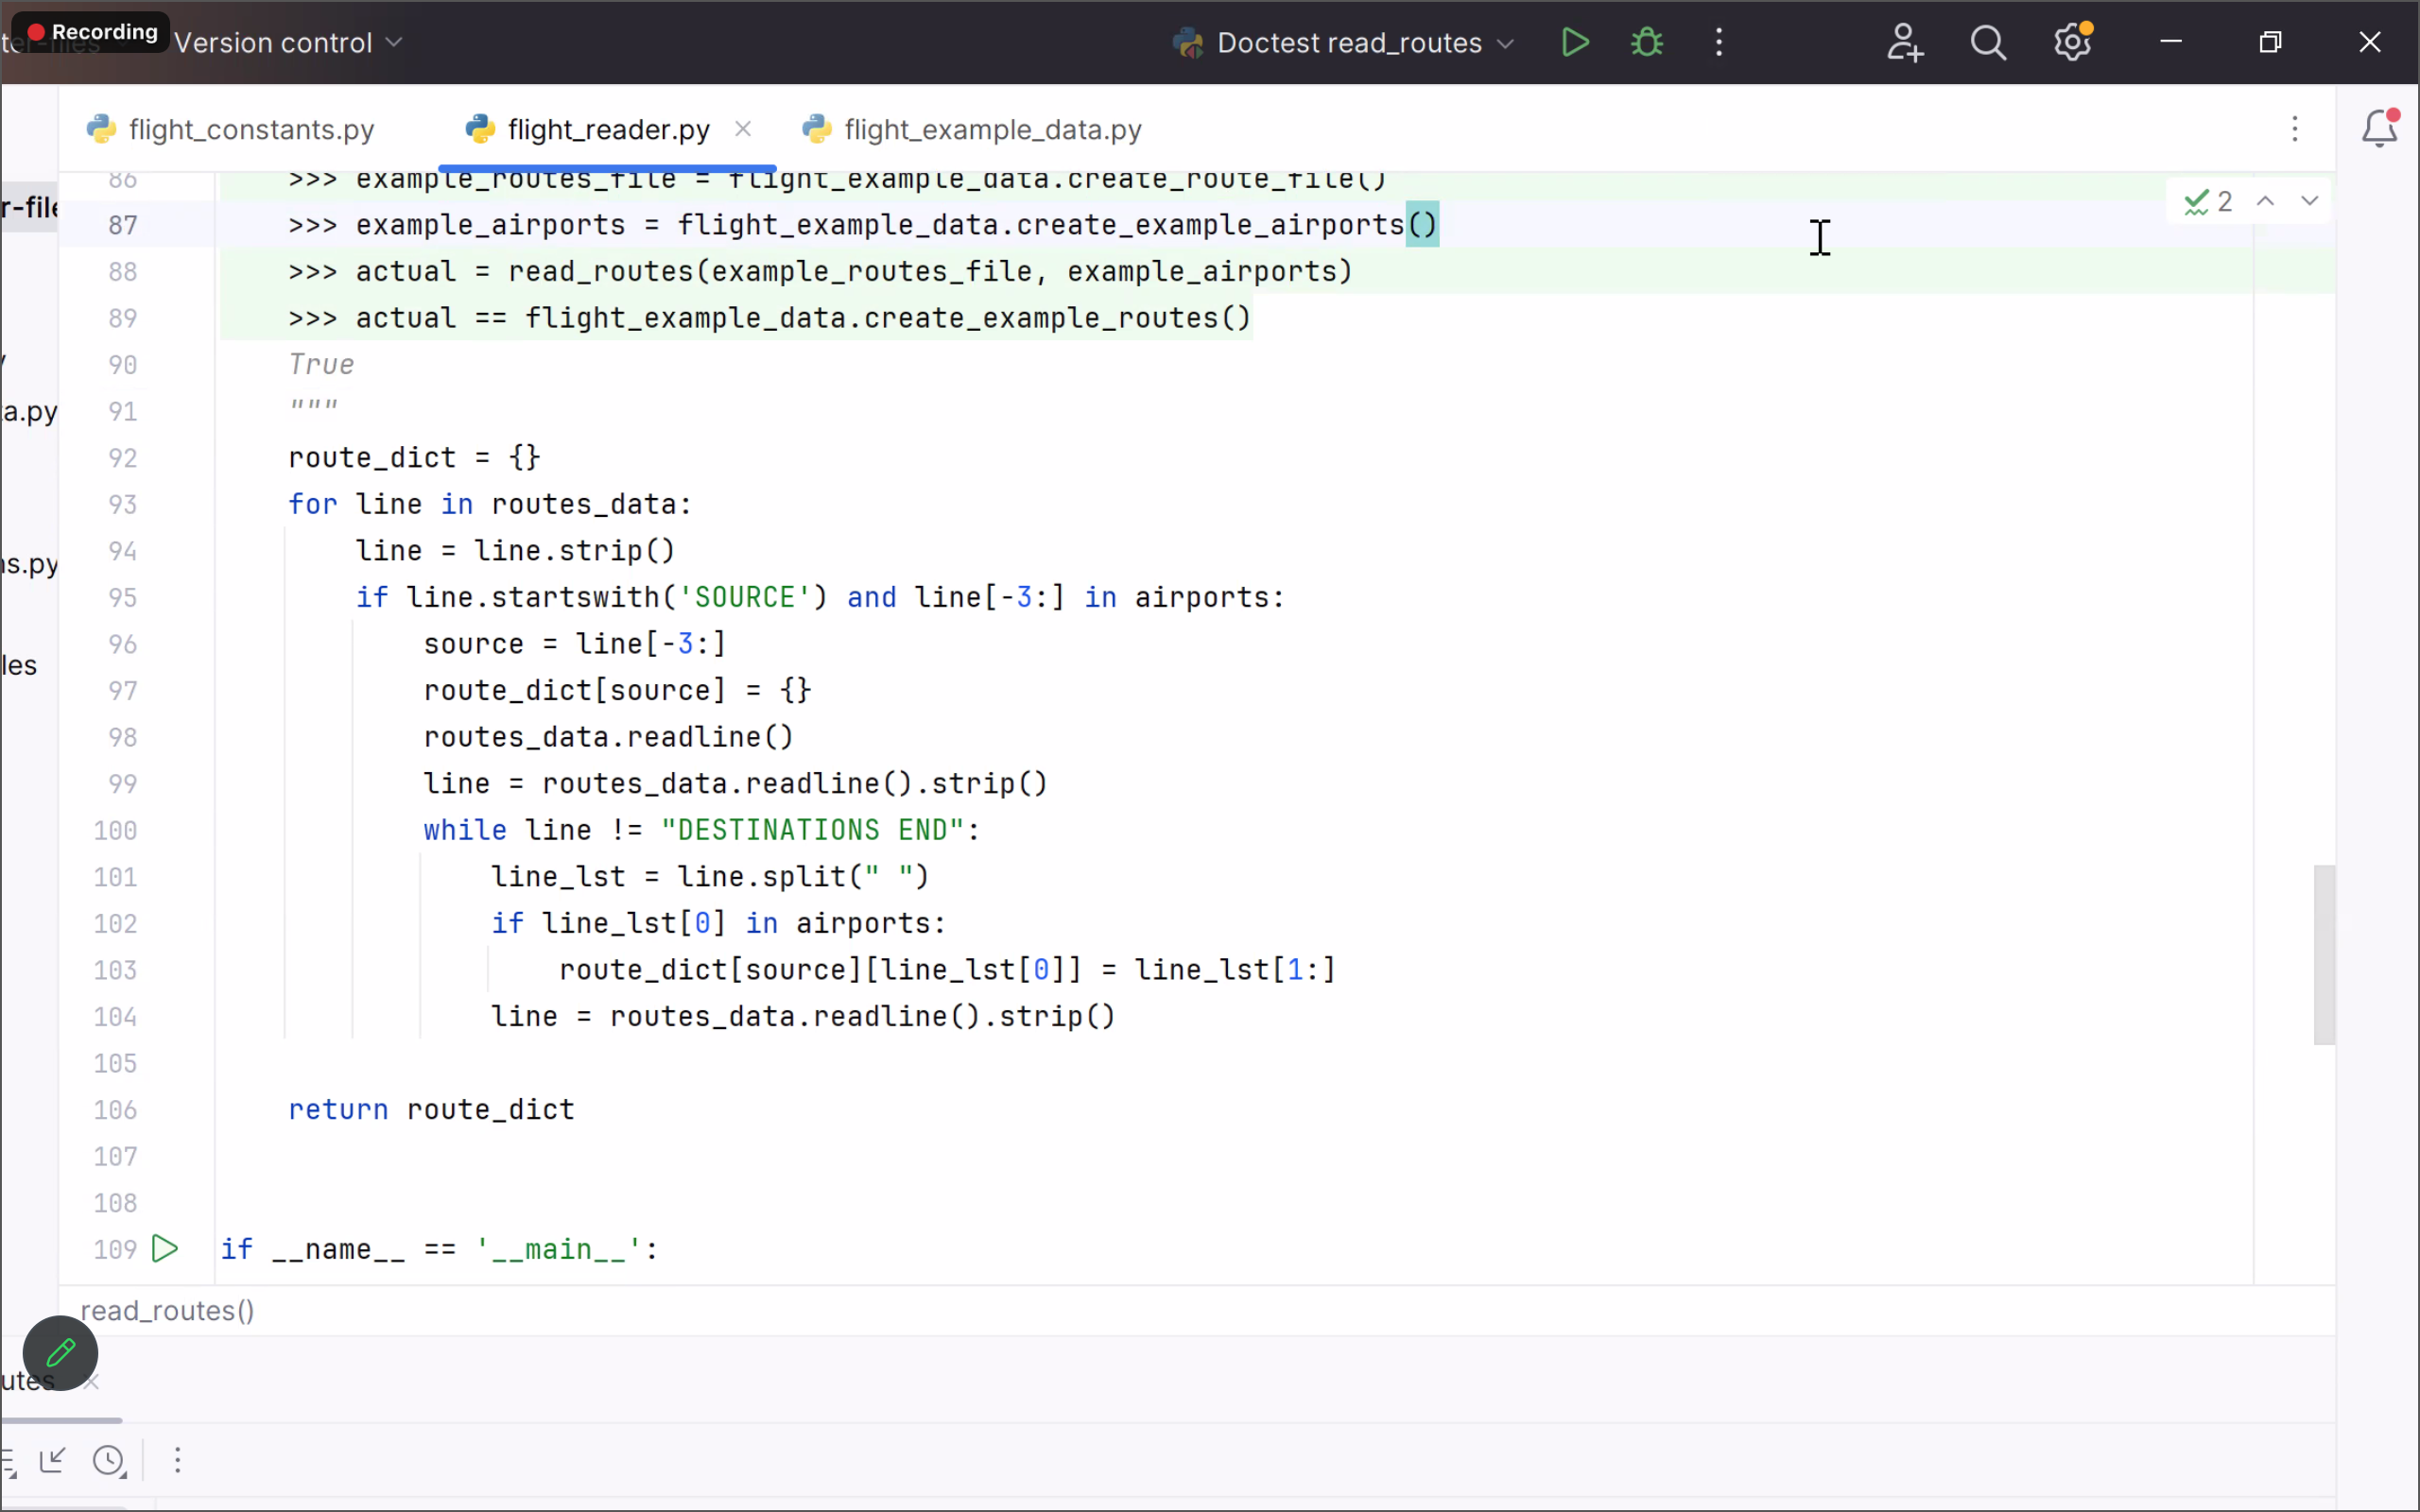 Recording
Version control
Doctest read_routes
flight_constants.py
flight_reader.py
flight_example_data.py
86 >>> example_routes_file = flight_example_data.create_route_file()
87 >>> example_airports = flight_example_data.create_example_airports()
88 >>> actual = read_routes(example_routes_file, example_airports)
89 >>> actual == flight_example_data.create_example_routes()
90 True
91 """
92 route_dict = {}
93 for line in routes_data:
94 line = line.strip()
95 if line.startswith('SOURCE') and line[-3:] in airports:
96 source = line[-3:]
97 route_dict[source] = {}
98 routes_data.readline()
99 line = routes_data.readline().strip()
100 while line != "DESTINATIONS END":
101 line_lst = line.split(" ")
102 if line_lst[0] in airports:
103 route_dict[source][line_lst[0]] = line_lst[1:]
104 line = routes_data.readline().strip()
105
106 return route_dict
107
108
109 if __name__ == '__main__':
2
r-file
a.py
ns.py
les
read_routes()
utes